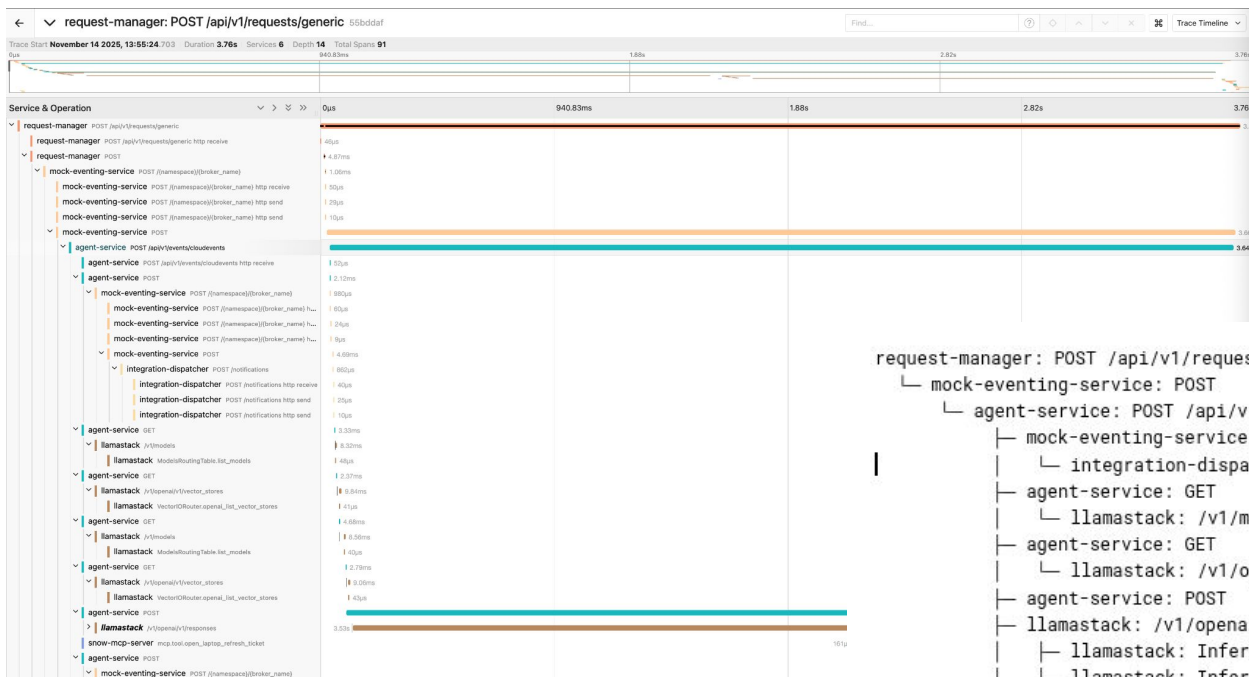 request-manager: POST /api/v1/requests/generic 55bddaf
Find...
Trace Timeline
Trace Start November 14 2025, 13:55:24.703 Duration 3.76s Services 6 Depth 14 Total Spans 91
0μs 940.83ms 1.88s 2.82s 3.76s
Service & Operation 0μs 940.83ms 1.88s 2.82s 3.76
request-manager POST /api/v1/requests/generic
request-manager POST /api/v1/requests/generic http receive 46μs
request-manager POST 4.87ms
mock-eventing-service POST /{namespace}/{broker_name} 1.06ms
mock-eventing-service POST /{namespace}/{broker_name} http receive 50μs
mock-eventing-service POST /{namespace}/{broker_name} http send 28μs
mock-eventing-service POST /{namespace}/{broker_name} http send 10μs
mock-eventing-service POST
agent-service POST /api/v1/events/cloudevents 3.64
agent-service POST /api/v1/events/cloudevents http receive 52μs
agent-service POST 2.12ms
mock-eventing-service POST /{namespace}/{broker_name} 980μs
mock-eventing-service POST /{namespace}/{broker_name} h... 60μs
mock-eventing-service POST /{namespace}/{broker_name} h... 24μs
mock-eventing-service POST /{namespace}/{broker_name} h... 9μs
mock-eventing-service POST 4.69ms
integration-dispatcher POST /notifications 862μs
integration-dispatcher POST /notifications http receive 40μs
integration-dispatcher POST /notifications http send 25μs
integration-dispatcher POST /notifications http send 10μs
agent-service GET 3.33ms
llamastack /v1/models 8.32ms
llamastack ModelsRoutingTable.list_models 48μs
agent-service GET 2.37ms
llamastack /v1/openai/v1/vector_stores 9.84ms
llamastack VectorIORouter.openai_list_vector_stores 41μs
agent-service GET 4.68ms
llamastack /v1/models 8.56ms
llamastack ModelsRoutingTable.list_models 40μs
agent-service GET 2.79ms
llamastack /v1/openai/v1/vector_stores 9.06ms
llamastack VectorIORouter.openai_list_vector_stores 43μs
agent-service POST
llamastack /v1/openai/v1/responses 3.53s
snow-mcp-server mcp.tool.open_laptop_refresh_ticket 161μ
agent-service POST
mock-eventing-service POST /{namespace}/{broker_name}
request-manager: POST /api/v1/reques
└─ mock-eventing-service: POST
└─ agent-service: POST /api/v
├─ mock-eventing-service
│ └─ integration-dispa
├─ agent-service: GET
│ └─ llamastack: /v1/m
├─ agent-service: GET
│ └─ llamastack: /v1/o
├─ agent-service: POST
├─ llamastack: /v1/openai
│ ├─ llamastack: Infer
│ └─ llamastack: Infer